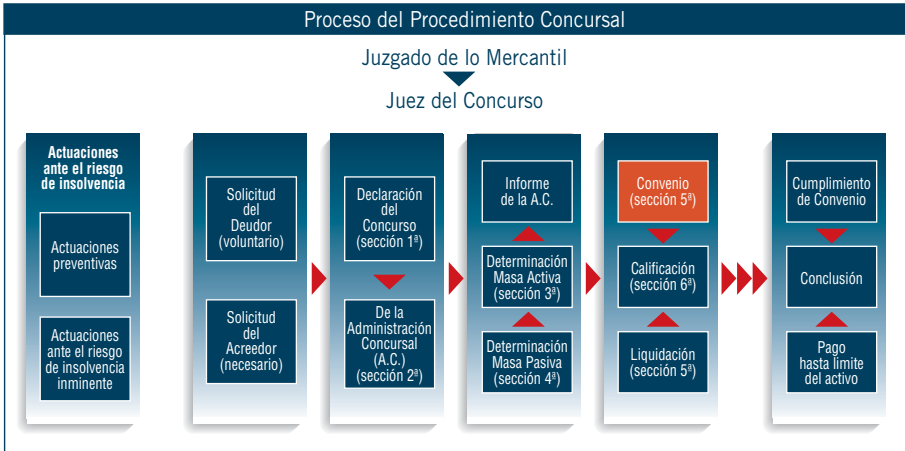 Proceso del Procedimiento Concursal
Juzgado de lo Mercantil
Juez del Concurso
Actuaciones
ante el riesgo
de insolvencia
Actuaciones
preventivas
Actuaciones
ante el riesgo
de insolvencia
inminente
Solicitud
del
Deudor
(voluntario)
Solicitud
del
Acreedor
(necesario)
Declaración
del
Concurso
(sección 1ª)
De la
Administración
Concursal
(A.C.)
(sección 2ª)
Informe
de la A.C.
Determinación
Masa Activa
(sección 3ª)
Determinación
Masa Pasiva
(sección 4ª)
Convenio
(sección 5ª)
Calificación
(sección 6ª)
Liquidación
(sección 5ª)
Cumplimiento
de Convenio
Conclusión
Pago
hasta limite
del activo